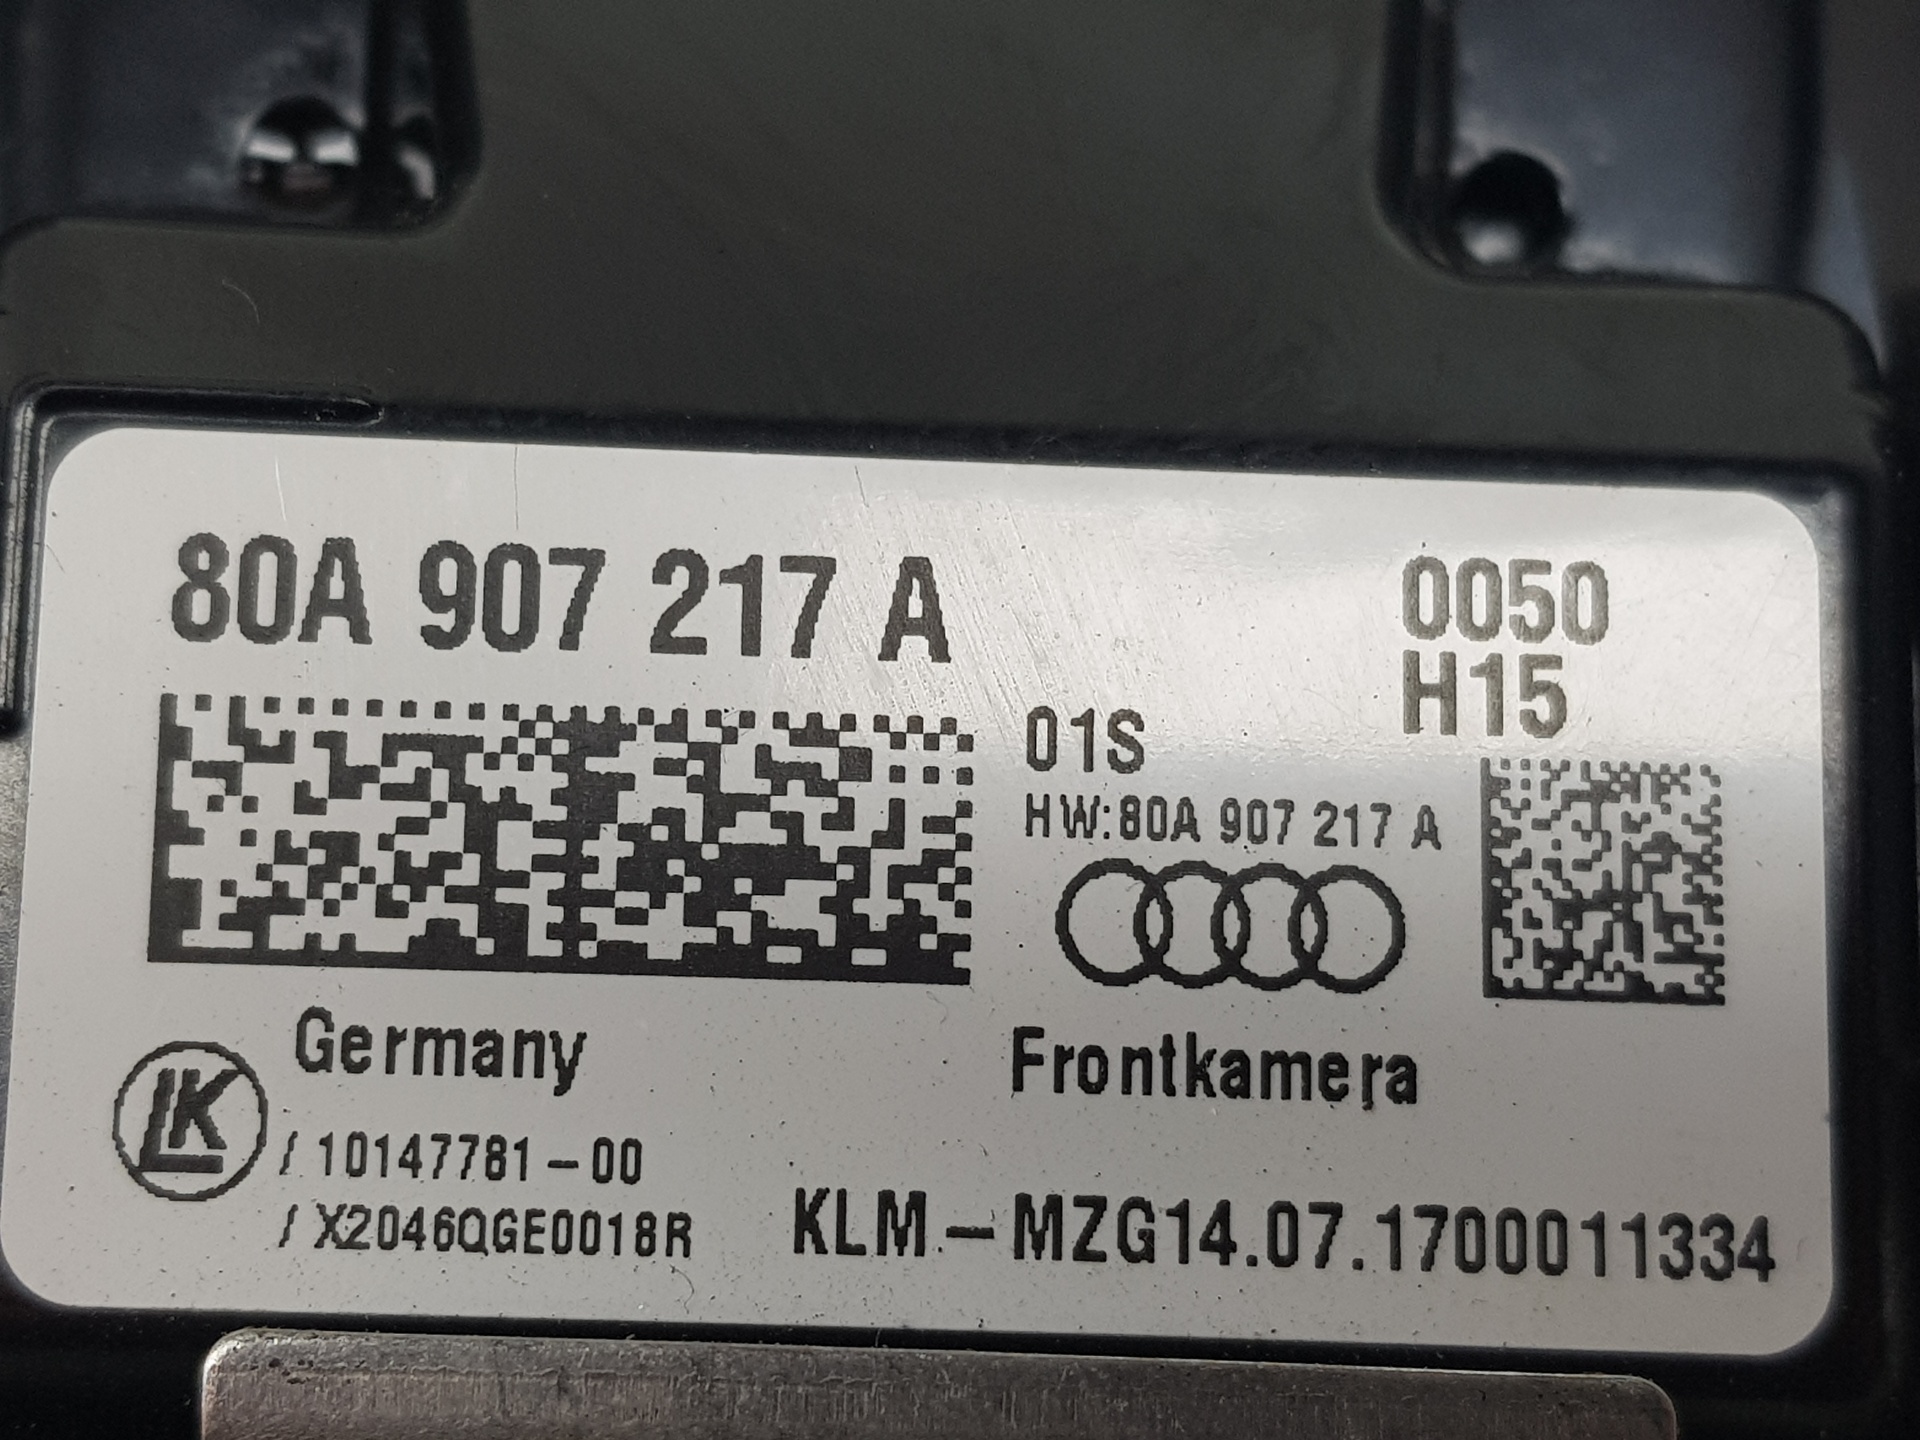 80A 907 217 A
0050
H15
01S
HW:80A 907 217 A
Germany
Frontkamera
LK
/ 10147781-00
/ X2046QGE0018R
KLM-MZG14.07.1700011334